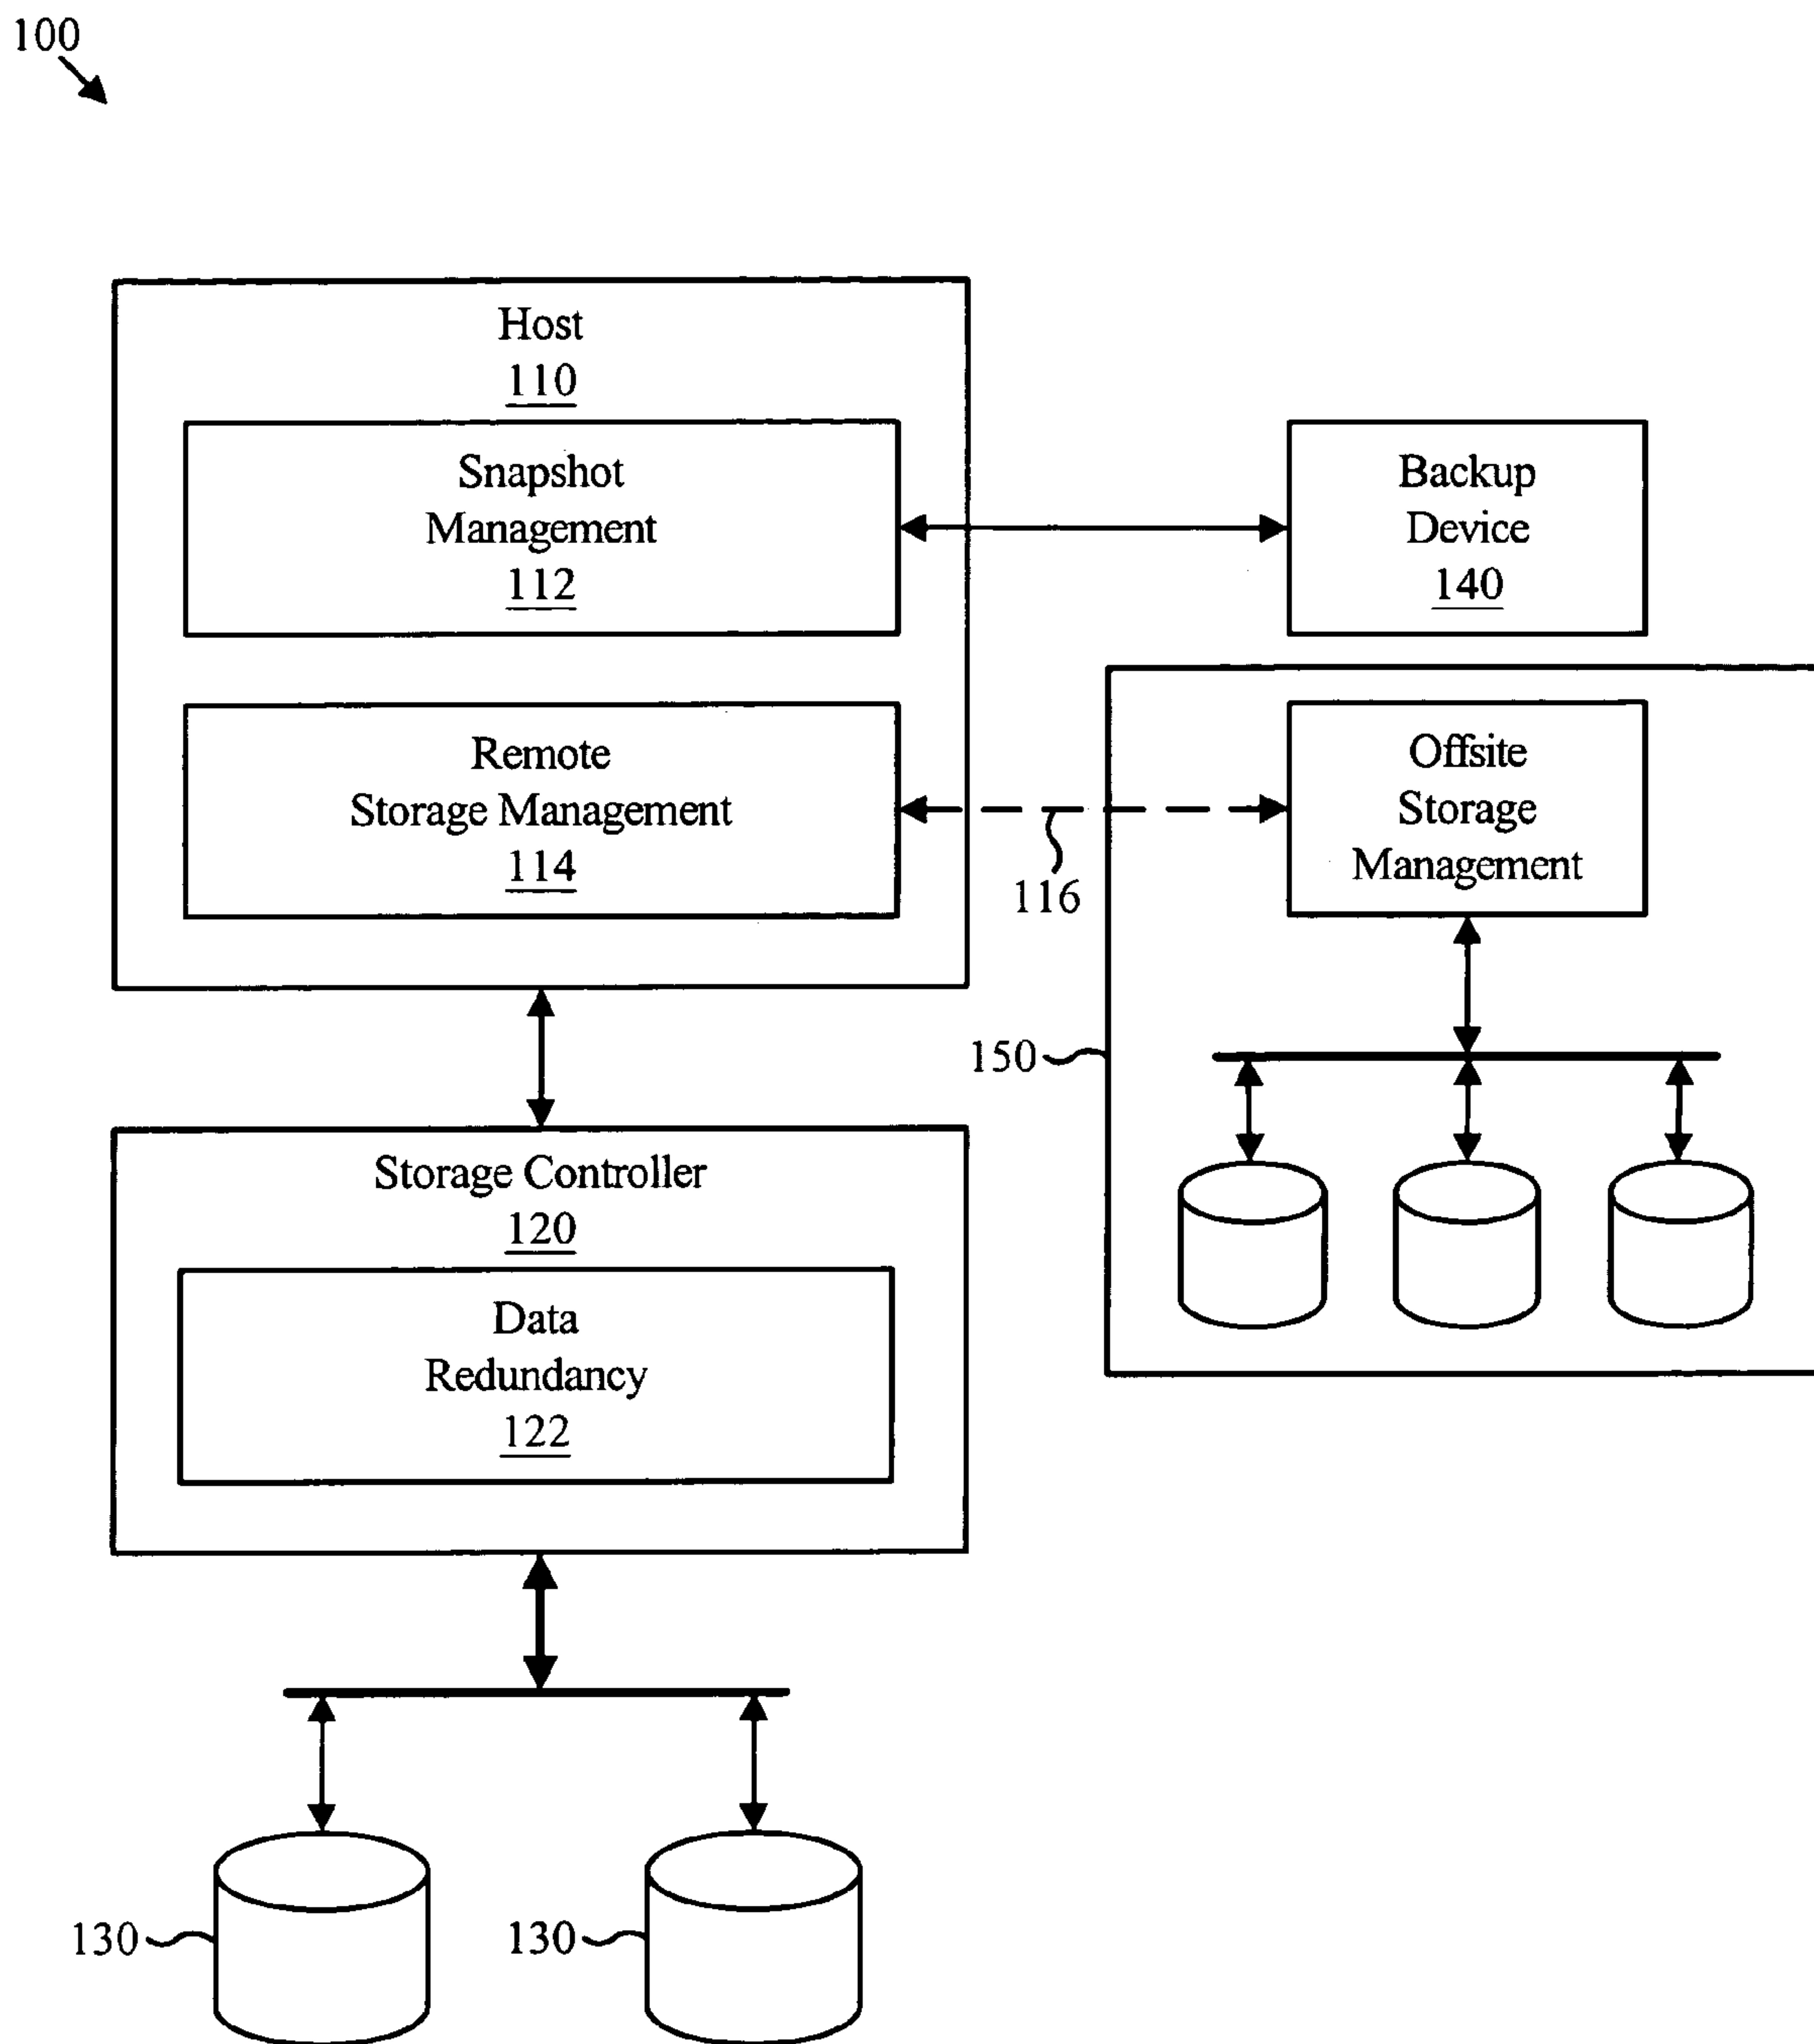 100
Host
110
Snapshot
Management
112
Backup
Device
140
Remote
Storage Management
114
116
Offsite
Storage
Management
150
Storage Controller
120
Data
Redundancy
122
130
130